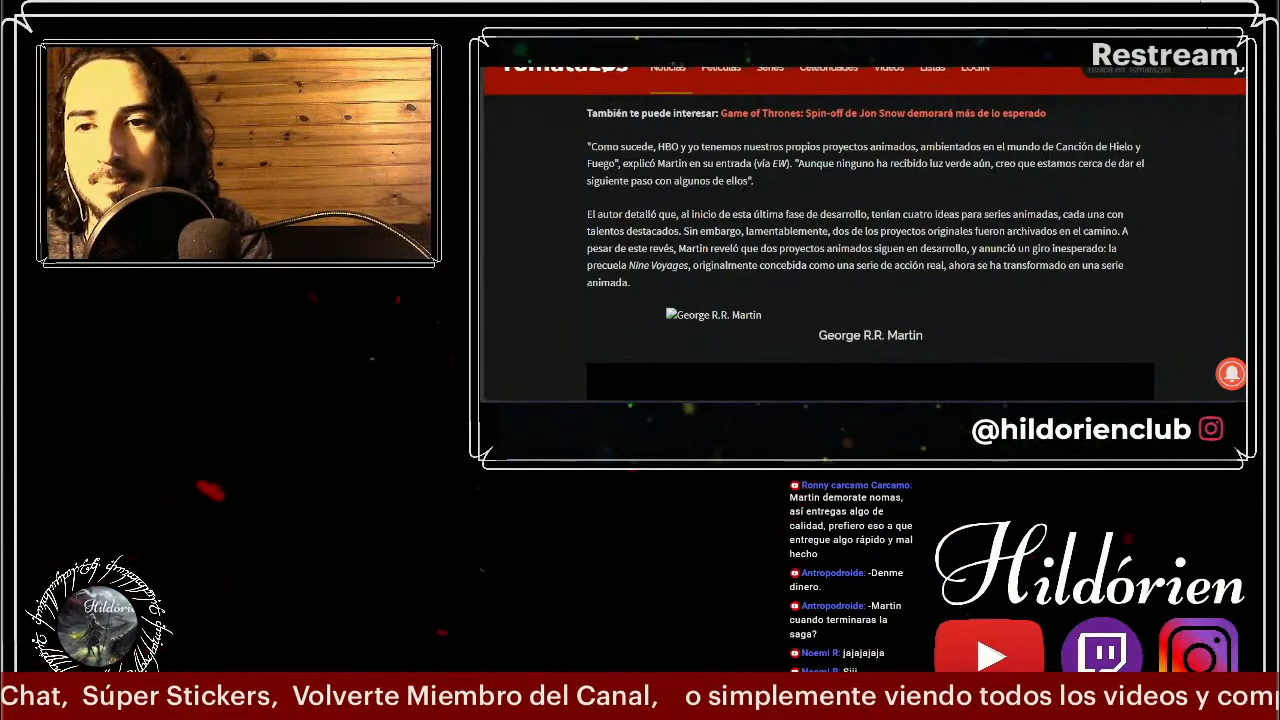 Restream
Tomatazos Noticias Películas Series Celebridades Videos Listas LOGIN
Busca en Tomatazos
También te puede interesar: Game of Thrones: Spin-off de Jon Snow demorará más de lo esperado
"Como sucede, HBO y yo tenemos nuestros propios proyectos animados, ambientados en el mundo de Canción de Hielo y
Fuego", explicó Martin en su entrada (vía EW). "Aunque ninguno ha recibido luz verde aún, creo que estamos cerca de dar el
siguiente paso con algunos de ellos".
El autor detalló que, al inicio de esta última fase de desarrollo, tenían cuatro ideas para series animadas, cada una con
talentos destacados. Sin embargo, lamentablemente, dos de los proyectos originales fueron archivados en el camino. A
pesar de este revés, Martin reveló que dos proyectos animados siguen en desarrollo, y anunció un giro inesperado: la
precuela Nine Voyages, originalmente concebida como una serie de acción real, ahora se ha transformado en una serie
animada.
George R.R. Martin
George R.R. Martin
@hildorienclub
Ronny carcamo Carcamo:
Martin demorate nomas,
así entregas algo de
calidad, prefiero eso a que
entregue algo rápido y mal
hecho
Antropodroide: -Denme
dinero.
Antropodroide: -Martin
cuando terminaras la
saga?
Noemi R: jajajajaja
Noemi R: Siii
Hildórien
Chat, Súper Stickers, Volverte Miembro del Canal, o simplemente viendo todos los videos y com